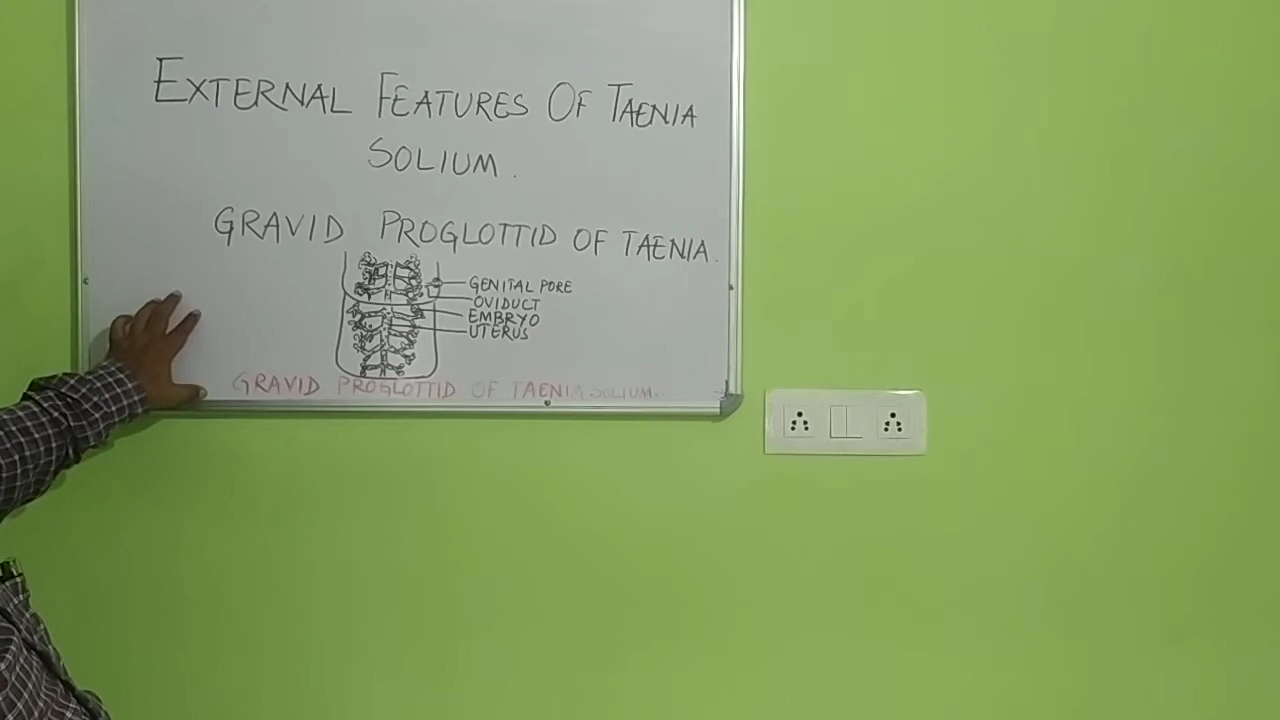 EXTERNAL FEATURES OF TAENIA
SOLIUM.
GRAVID PROGLOTTID OF TAENIA.
GENITAL PORE
OVIDUCT
EMBRYO
UTERUS
GRAVID PROGLOTTID OF TAENIA SOLIUM.